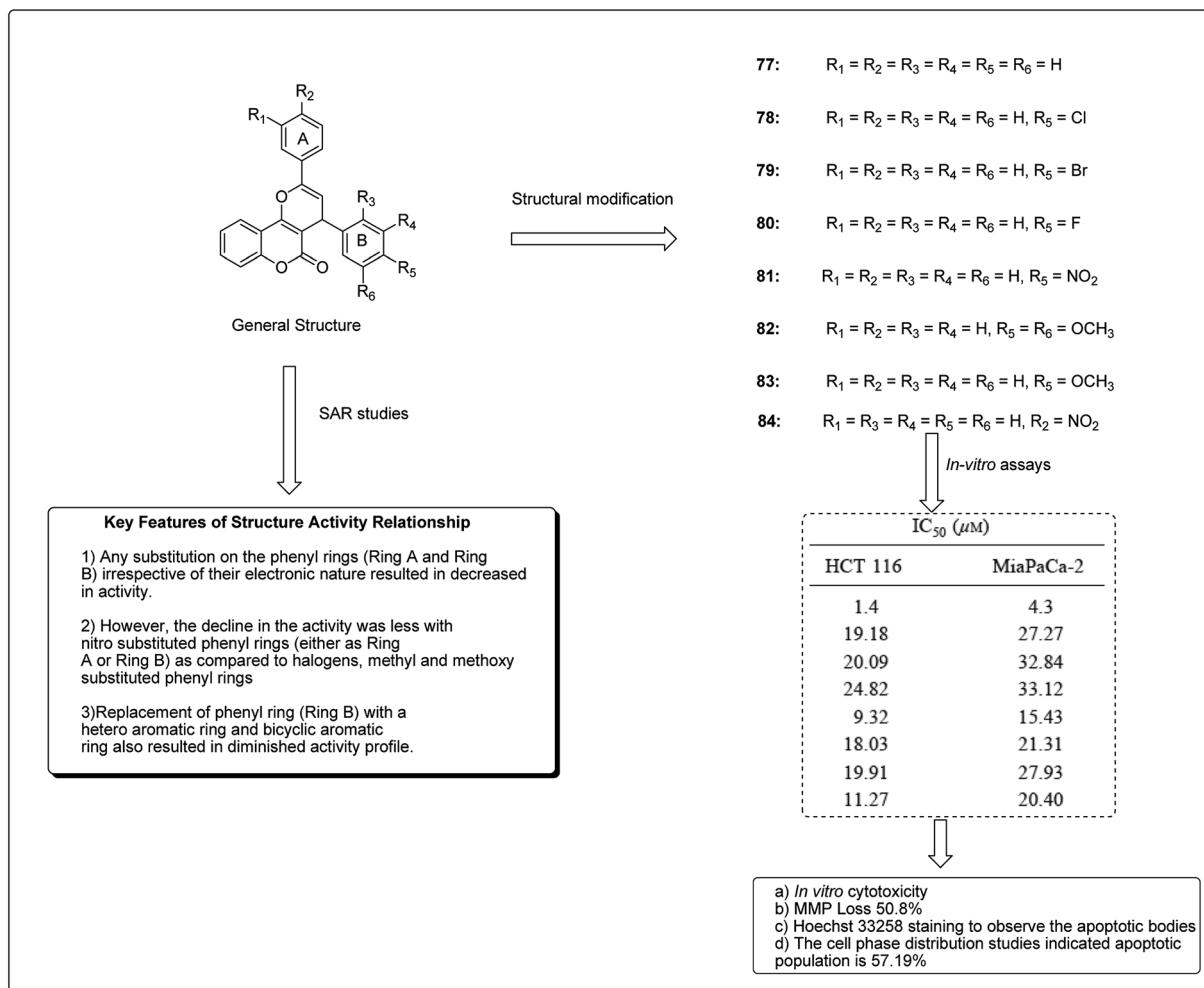 R2
R1
A
O
R3
R4
B
O
O
R5
R6
General Structure
Structural modification
SAR studies
Key Features of Structure Activity Relationship
1) Any substitution on the phenyl rings (Ring A and Ring
B) irrespective of their electronic nature resulted in decreased
in activity.
2) However, the decline in the activity was less with
nitro substituted phenyl rings (either as Ring
A or Ring B) as compared to halogens, methyl and methoxy
substituted phenyl rings
3)Replacement of phenyl ring (Ring B) with a
hetero aromatic ring and bicyclic aromatic
ring also resulted in diminished activity profile.
77: R1 = R2 = R3 = R4 = R5 = R6 = H
78: R1 = R2 = R3 = R4 = R6 = H, R5 = Cl
79: R1 = R2 = R3 = R4 = R6 = H, R5 = Br
80: R1 = R2 = R3 = R4 = R6 = H, R5 = F
81: R1 = R2 = R3 = R4 = R6 = H, R5 = NO2
82: R1 = R2 = R3 = R4 = H, R5 = R6 = OCH3
83: R1 = R2 = R3 = R4 = R6 = H, R5 = OCH3
84: R1 = R3 = R4 = R5 = R6 = H, R2 = NO2
In-vitro assays
IC50 (μM)
HCT 116 MiaPaCa-2
1.4 4.3
19.18 27.27
20.09 32.84
24.82 33.12
9.32 15.43
18.03 21.31
19.91 27.93
11.27 20.40
a) In vitro cytotoxicity
b) MMP Loss 50.8%
c) Hoechst 33258 staining to observe the apoptotic bodies
d) The cell phase distribution studies indicated apoptotic
population is 57.19%